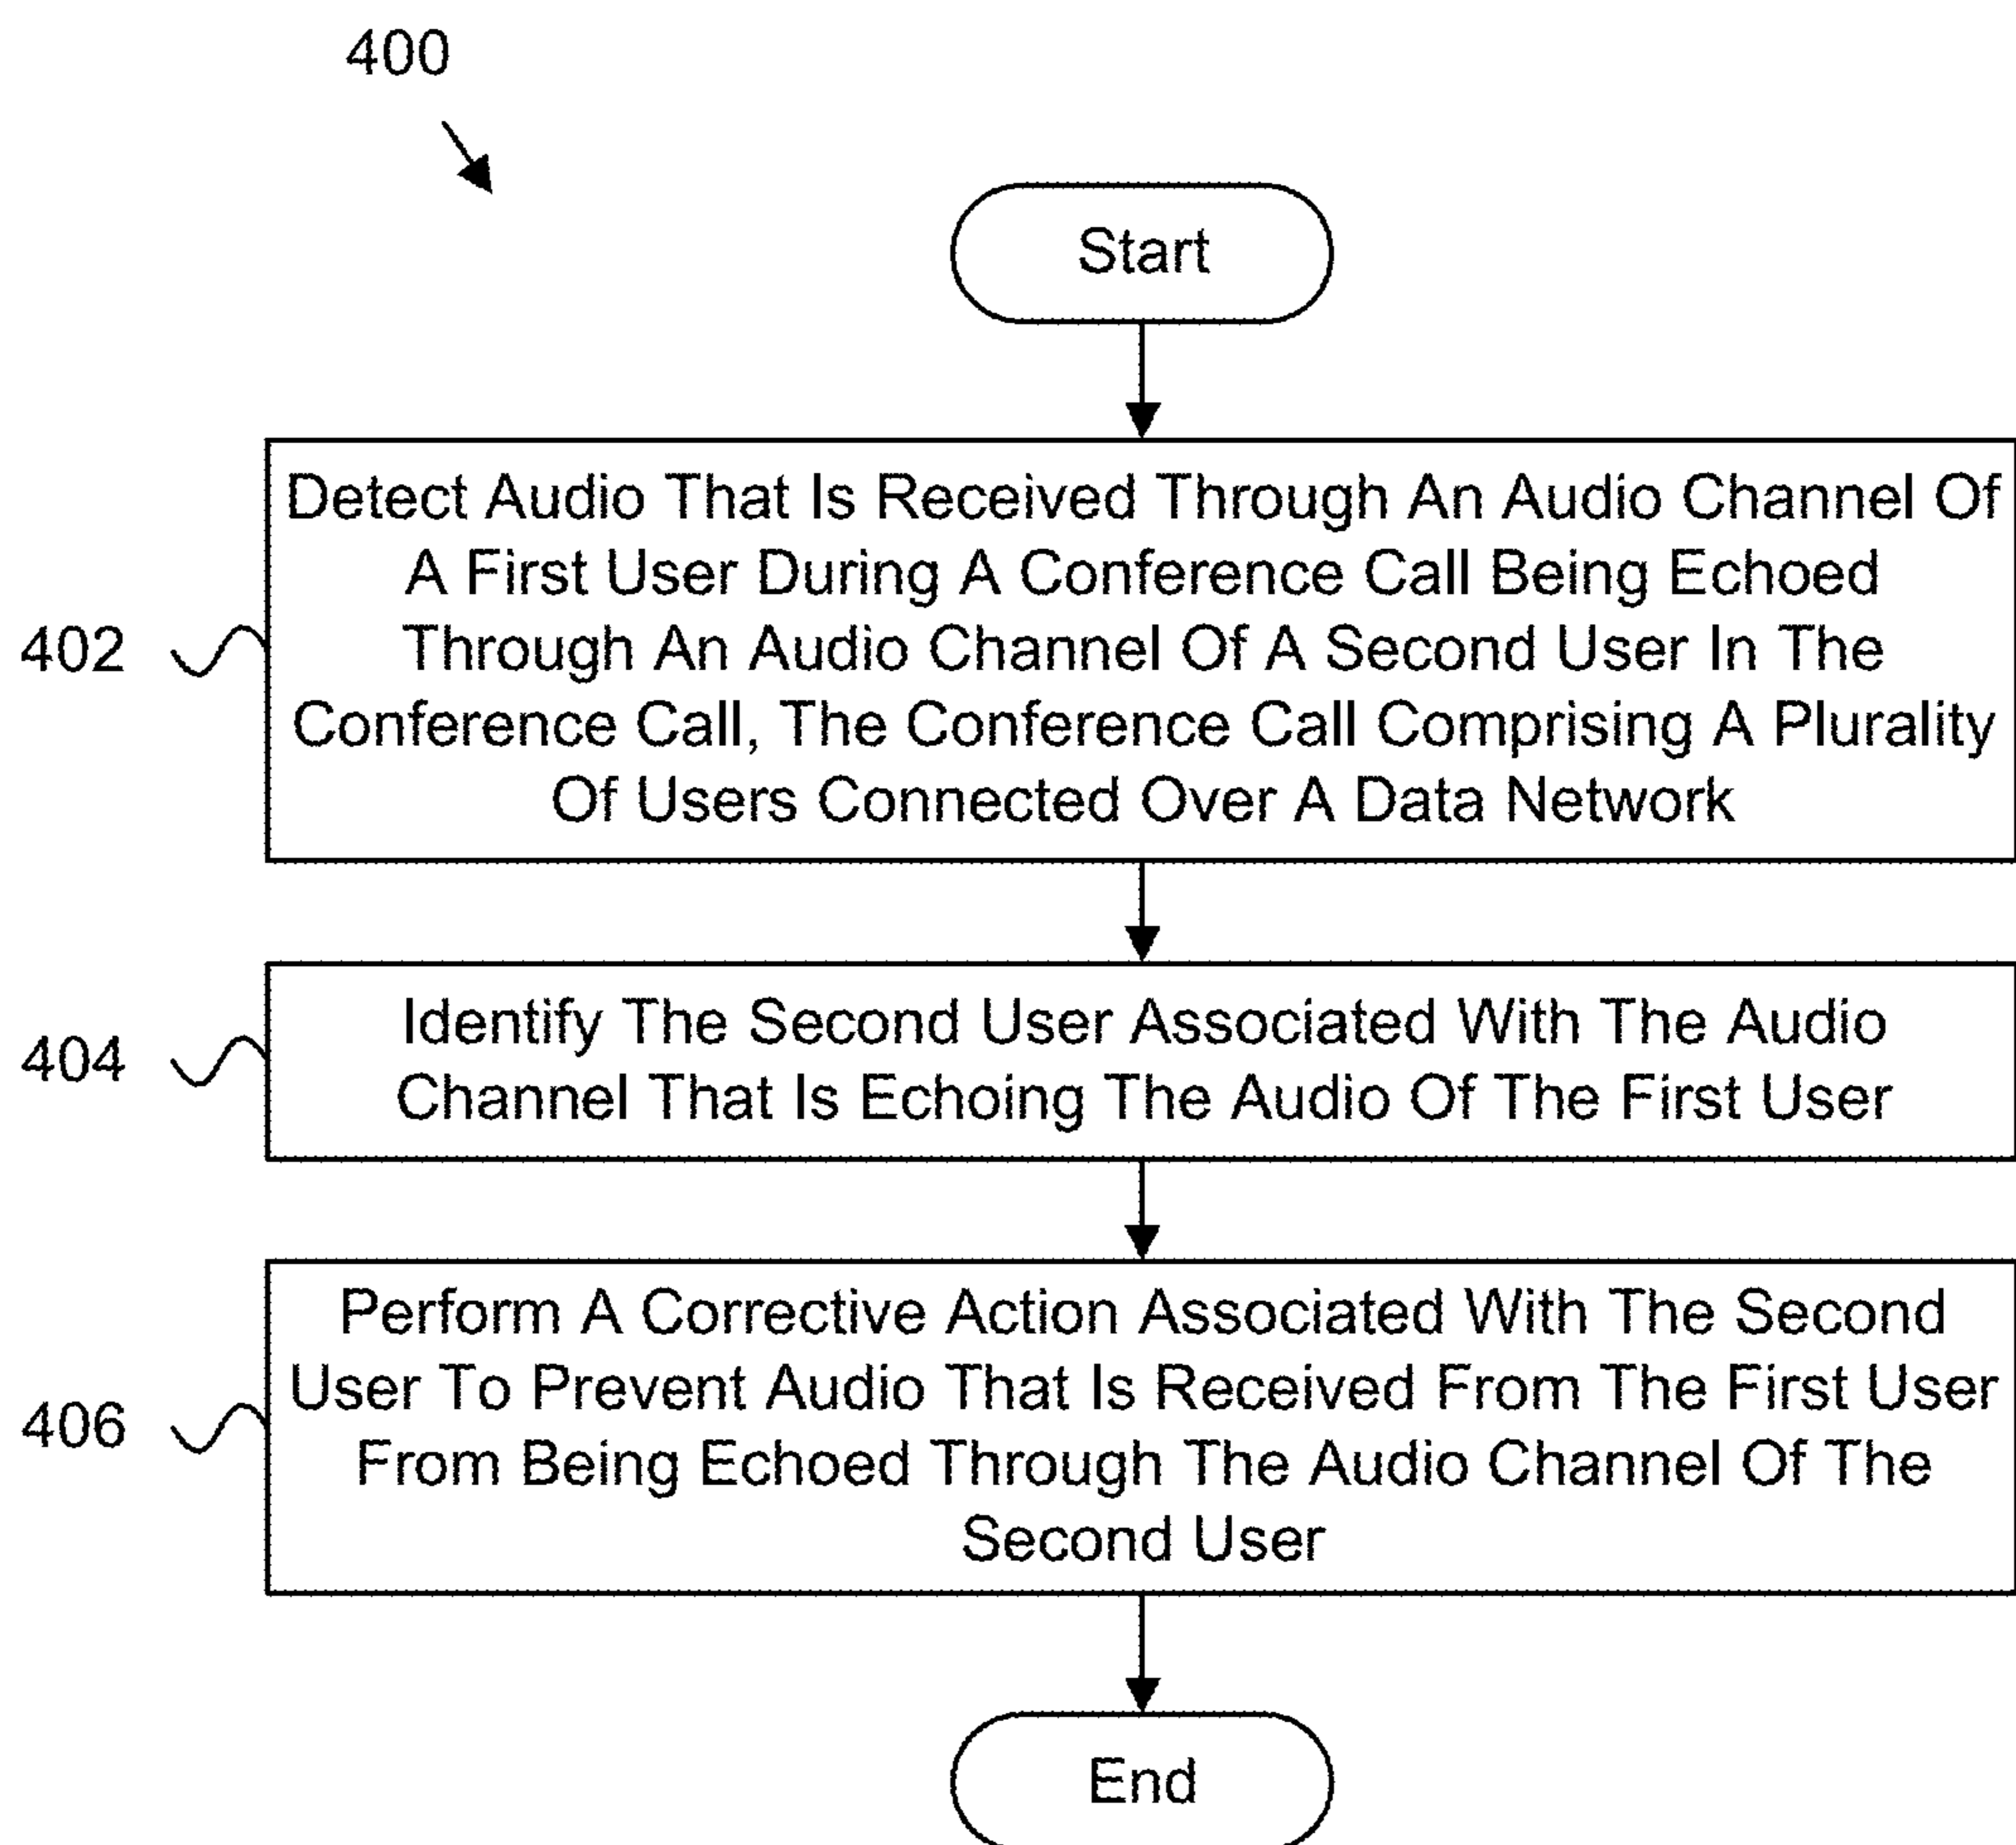 400
Start
402
Detect Audio That Is Received Through An Audio Channel Of
A First User During A Conference Call Being Echoed
Through An Audio Channel Of A Second User In The
Conference Call, The Conference Call Comprising A Plurality
Of Users Connected Over A Data Network
404
Identify The Second User Associated With The Audio
Channel That Is Echoing The Audio Of The First User
406
Perform A Corrective Action Associated With The Second
User To Prevent Audio That Is Received From The First User
From Being Echoed Through The Audio Channel Of The
Second User
End